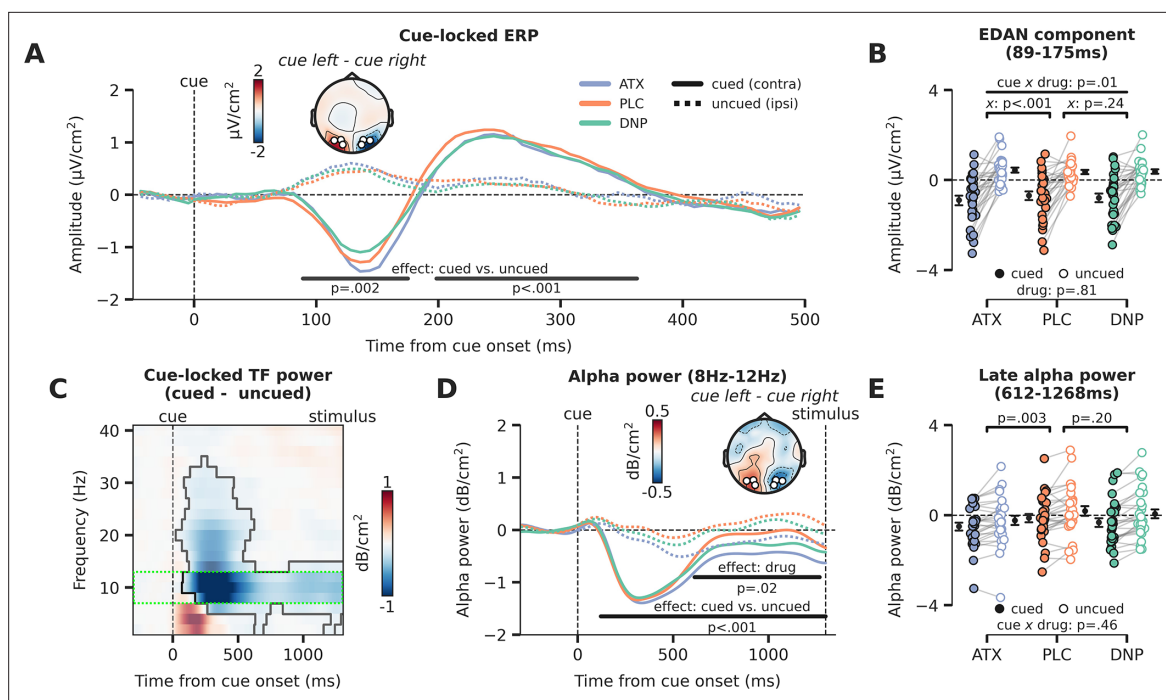 A
Cue-locked ERP
cue left - cue right
cue
2
-2
µV/cm²
ATX
PLC
DNP
cued (contra)
uncued (ipsi)
Amplitude (µV/cm²)
2
1
0
−1
−2
effect: cued vs. uncued
p=.002
p<.001
0
100
200
300
400
500
Time from cue onset (ms)
B
EDAN component
(89-175ms)
cue x drug: p=.01
x: p<.001
x: p=.24
Amplitude (µV/cm²)
4
0
−4
cued
uncued
drug: p=.81
ATX
PLC
DNP
C
Cue-locked TF power
(cued - uncued)
cue
stimulus
Frequency (Hz)
40
30
20
10
0
500
1000
Time from cue onset (ms)
1
-1
dB/cm²
D
Alpha power (8Hz-12Hz)
cue left - cue right
cue
stimulus
0.5
-0.5
dB/cm²
Alpha power (dB/cm²)
2
1
0
−1
−2
effect: drug
p=.02
effect: cued vs. uncued
p<.001
0
500
1000
Time from cue onset (ms)
E
Late alpha power
(612-1268ms)
p=.003
p=.20
Alpha power (dB/cm²)
4
0
−4
cued
uncued
cue x drug: p=.46
ATX
PLC
DNP